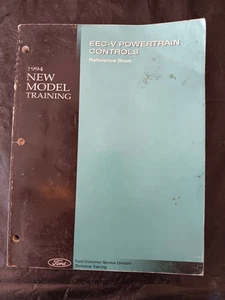 EEC-V POWERTRAIN
CONTROLS
Reference Book
1994
NEW
MODEL
TRAINING
Ford
Ford Customer Service Division
Technical Training